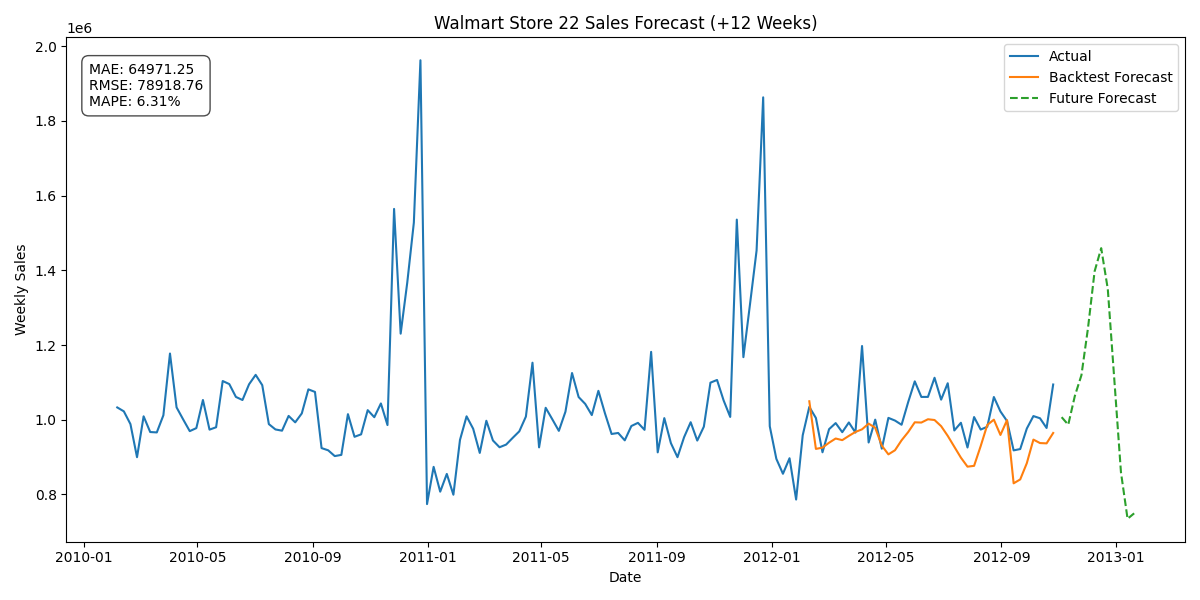 Walmart Store 22 Sales Forecast (+12 Weeks)
1e6
2.0
1.8
1.6
1.4
1.2
1.0
0.8
Weekly Sales
MAE: 64971.25
RMSE: 78918.76
MAPE: 6.31%
Actual
Backtest Forecast
Future Forecast
2010-01
2010-05
2010-09
2011-01
2011-05
2011-09
2012-01
2012-05
2012-09
2013-01
Date